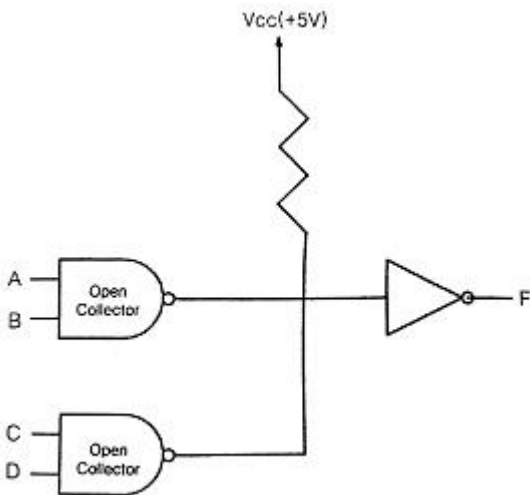 Vcc(+5V)
A
B
Open
Collector
F
C
D
Open
Collector